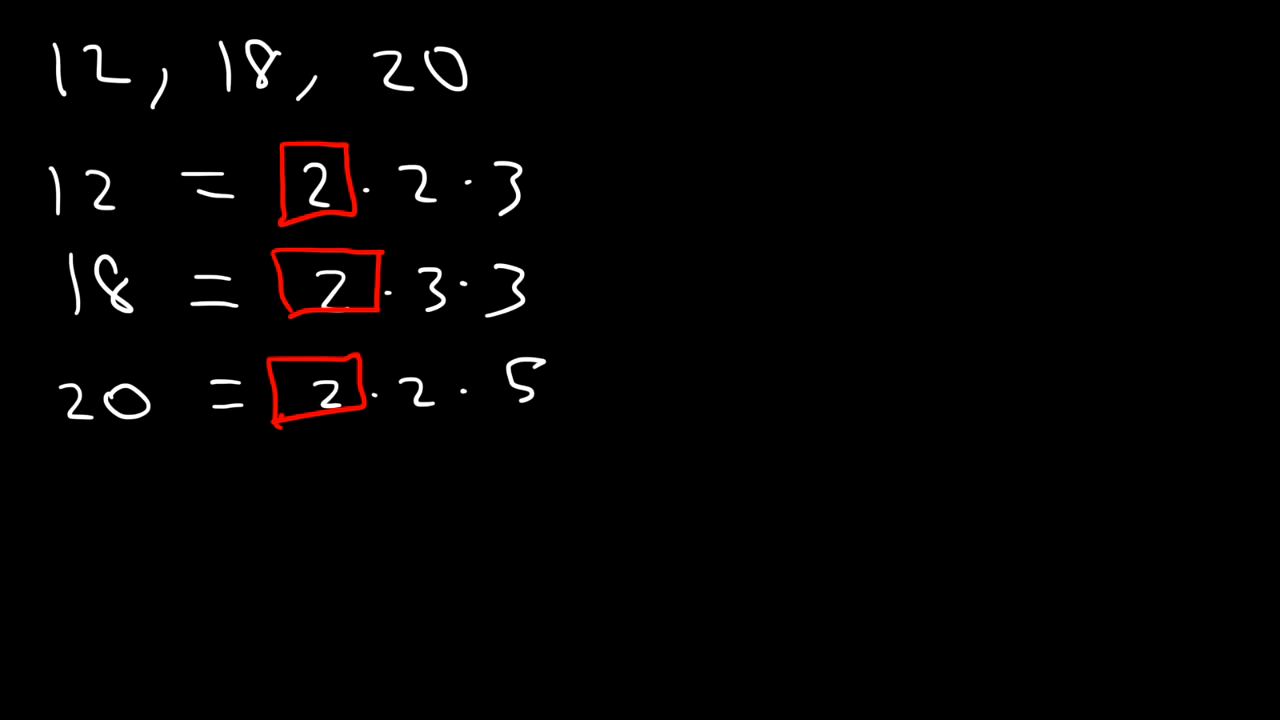 12, 18, 20
12 = 2 · 2 · 3
18 = 2 · 3 · 3
20 = 2 · 2 · 5